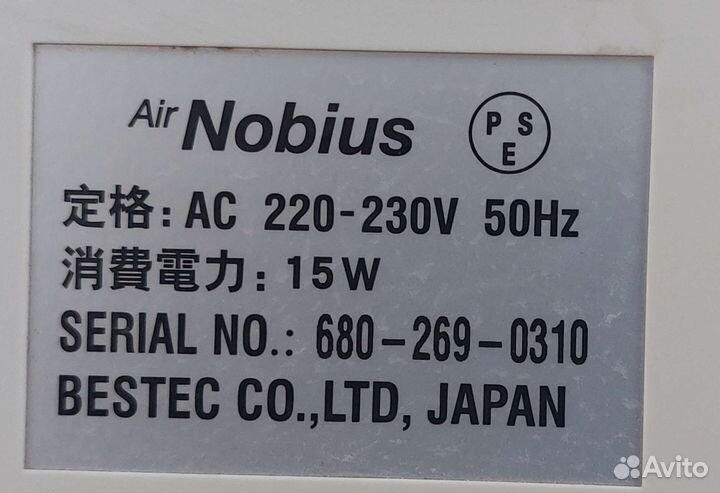 Air Nobius PSE
定格: AC 220-230V 50Hz
消費電力: 15W
SERIAL NO.: 680-269-0310
BESTEC CO.,LTD, JAPAN
Avito